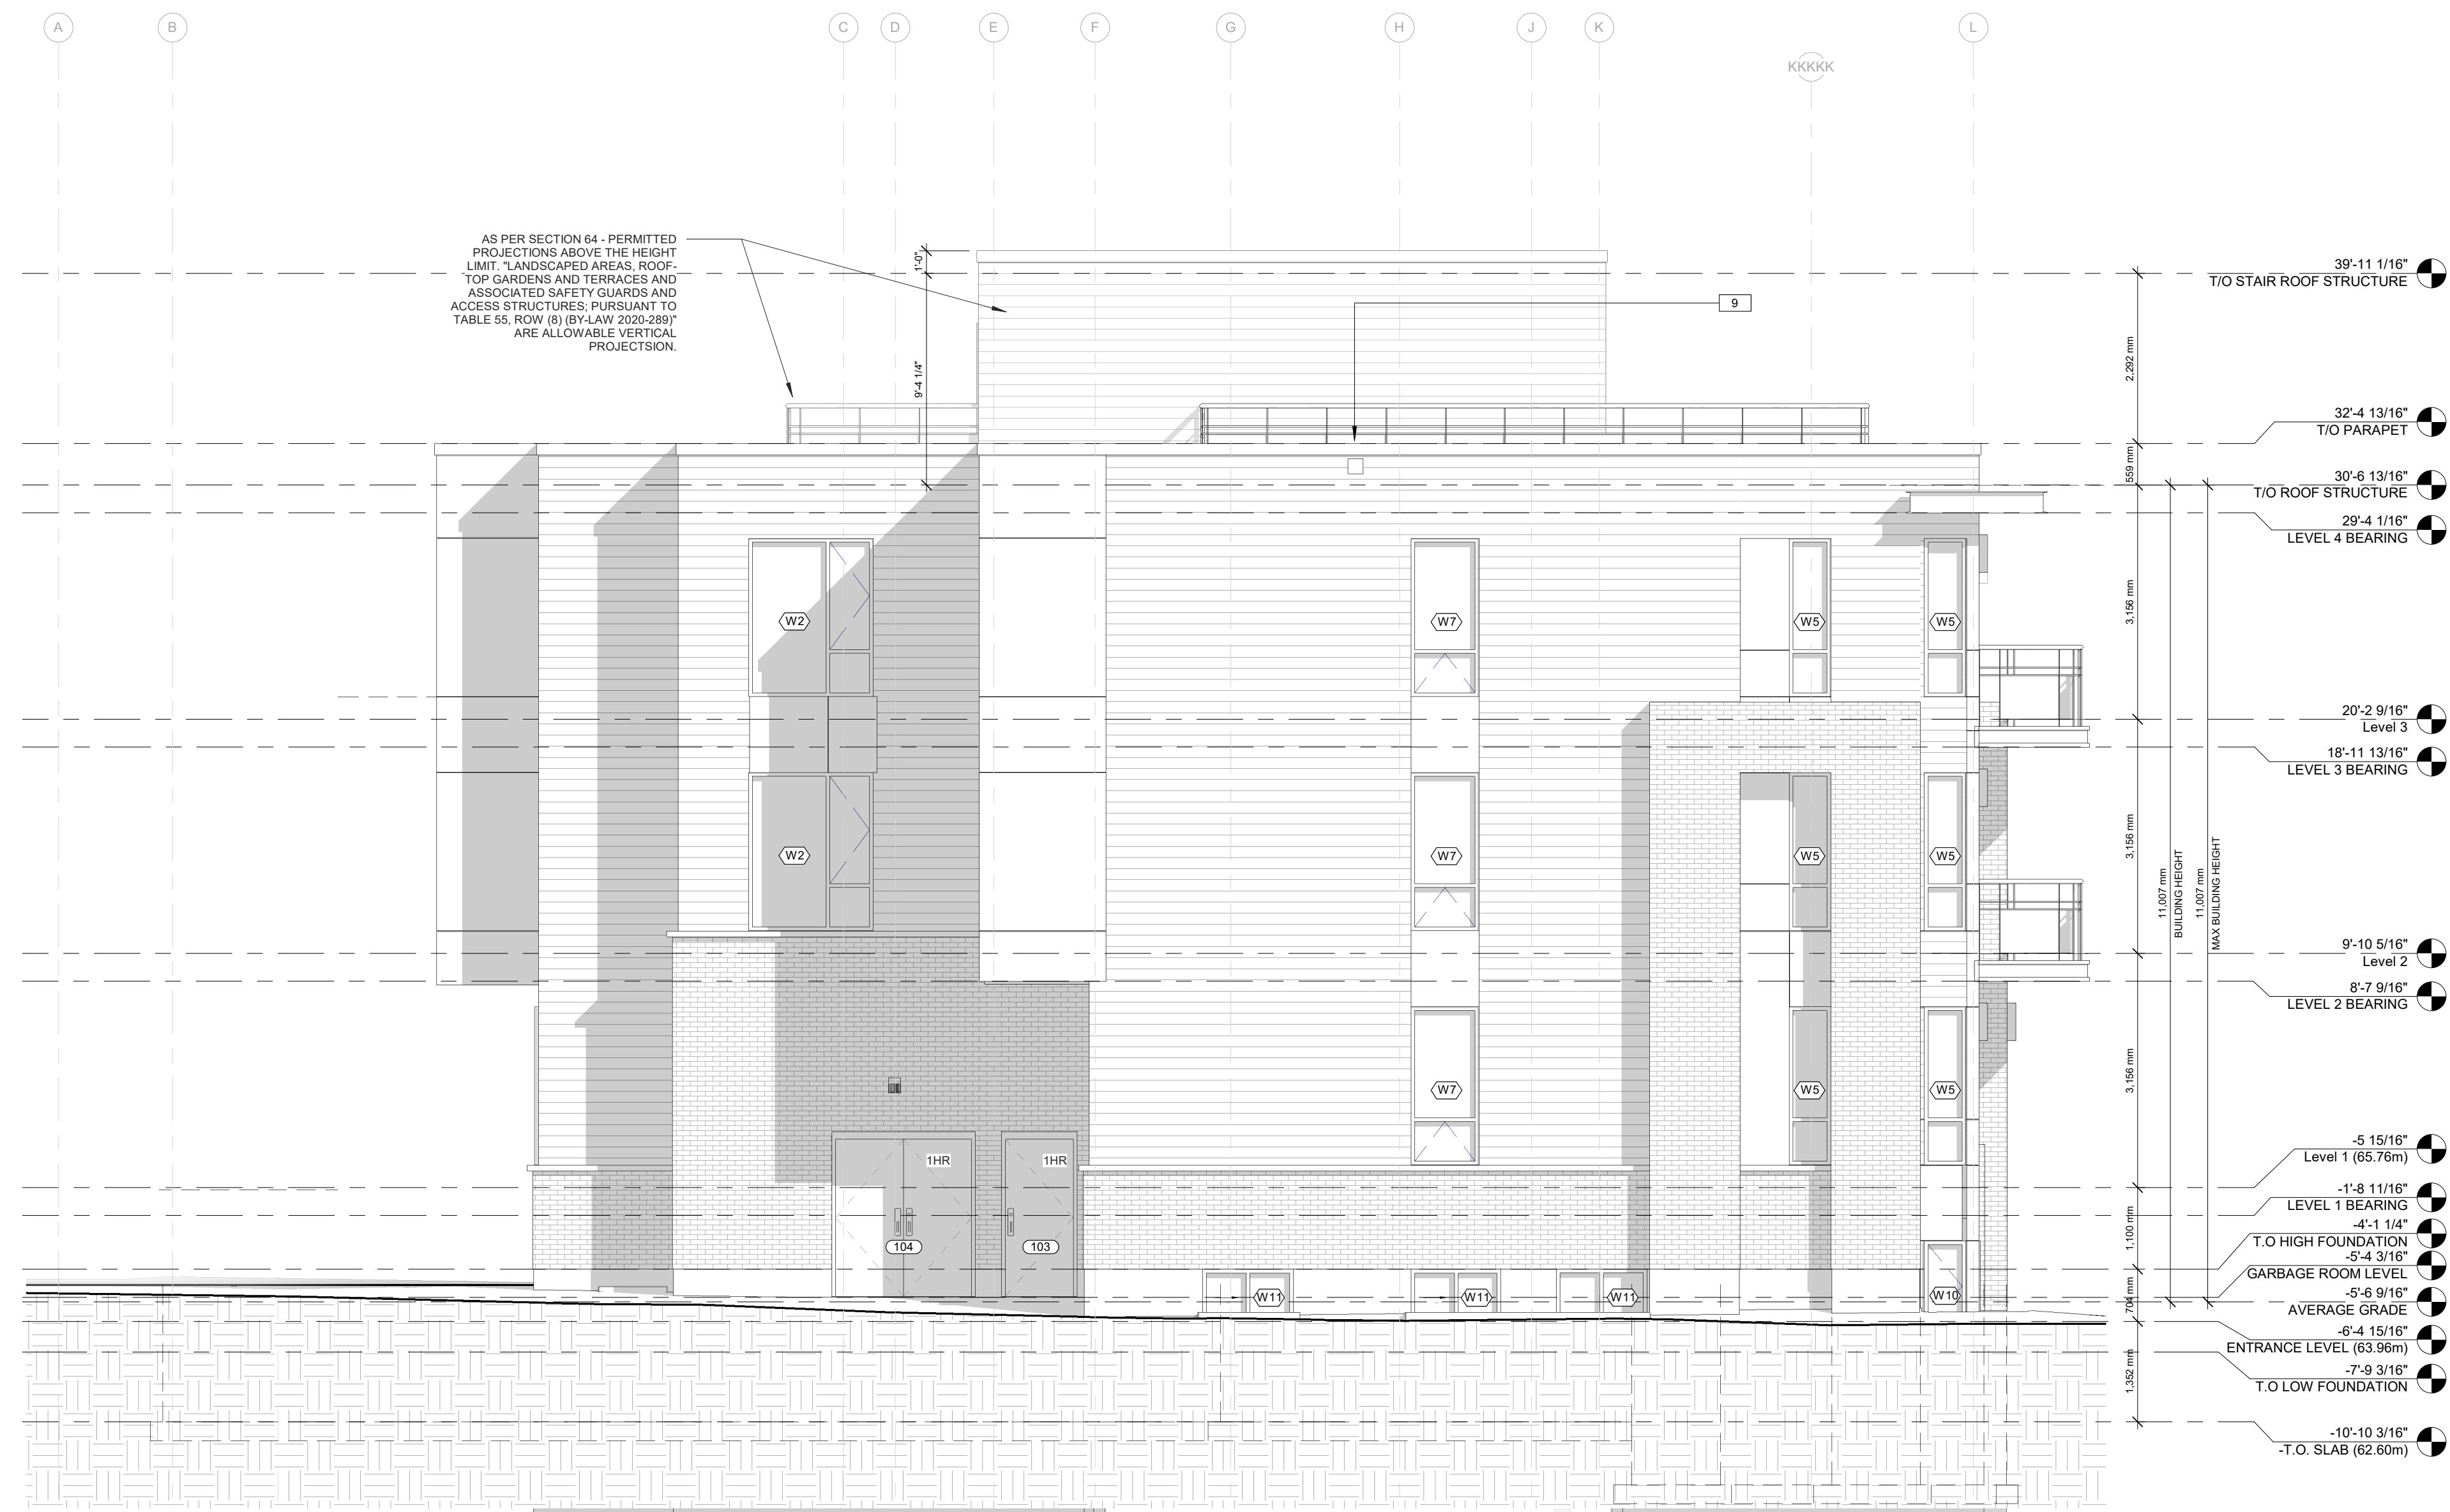 A
B
C
D
E
F
G
H
J
K
KKKKK
L
AS PER SECTION 64 - PERMITTED
PROJECTIONS ABOVE THE HEIGHT
LIMIT. "LANDSCAPED AREAS, ROOF-
TOP GARDENS AND TERRACES AND
ASSOCIATED SAFETY GUARDS AND
ACCESS STRUCTURES; PURSUANT TO
TABLE 55, ROW (8) (BY-LAW 2020-289)"
ARE ALLOWABLE VERTICAL
PROJECTSION.
1'-0"
9'-4 1/4"
9
W2
W7
W5
W5
W2
W7
W5
W5
W7
W5
W5
1HR
1HR
104
103
W11
W11
W11
W10
2,292 mm
559 mm
3,156 mm
3,156 mm
3,156 mm
1,100 mm
704 mm
1,352 mm
11,007 mm
BUILDING HEIGHT
11,007 mm
MAX BUILDING HEIGHT
39'-11 1/16"
T/O STAIR ROOF STRUCTURE
32'-4 13/16"
T/O PARAPET
30'-6 13/16"
T/O ROOF STRUCTURE
29'-4 1/16"
LEVEL 4 BEARING
20'-2 9/16"
Level 3
18'-11 13/16"
LEVEL 3 BEARING
9'-10 5/16"
Level 2
8'-7 9/16"
LEVEL 2 BEARING
-5 15/16"
Level 1 (65.76m)
-1'-8 11/16"
LEVEL 1 BEARING
-4'-1 1/4"
T.O HIGH FOUNDATION
-5'-4 3/16"
GARBAGE ROOM LEVEL
-5'-6 9/16"
AVERAGE GRADE
-6'-4 15/16"
ENTRANCE LEVEL (63.96m)
-7'-9 3/16"
T.O LOW FOUNDATION
-10'-10 3/16"
-T.O. SLAB (62.60m)